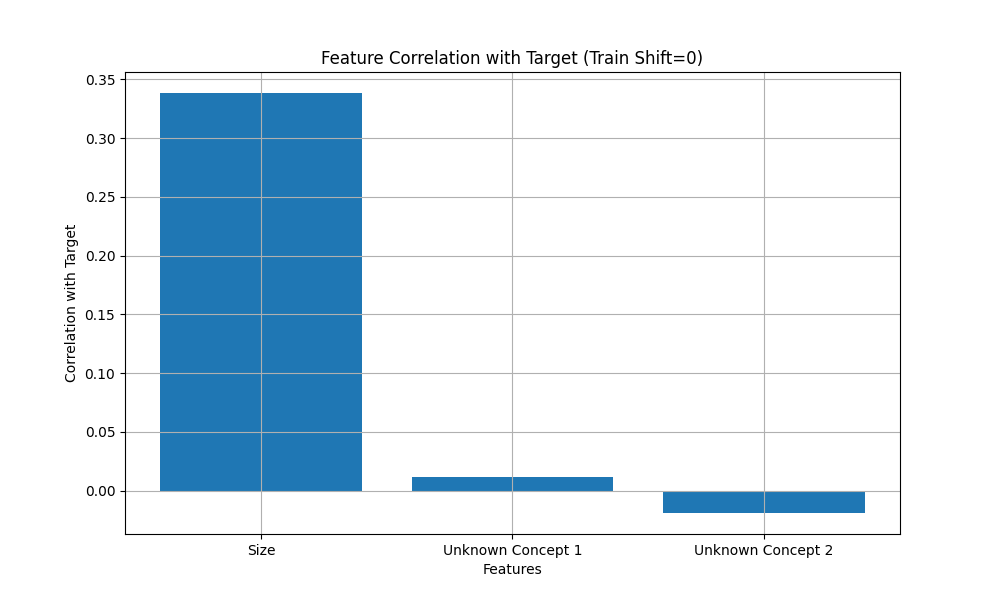 Feature Correlation with Target (Train Shift=0)
0.35
0.30
0.25
0.20
0.15
0.10
0.05
0.00
Correlation with Target
Size
Unknown Concept 1
Unknown Concept 2
Features